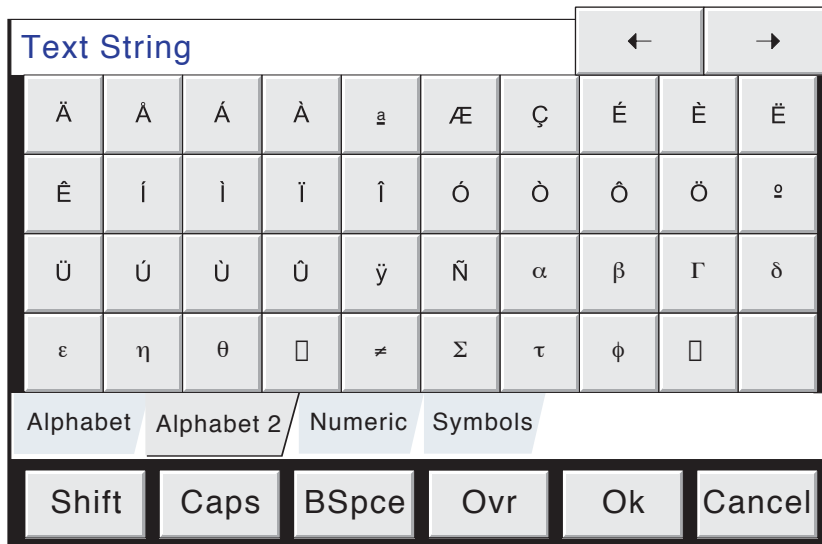 Text String ← →
Ä Å Á À ª Æ Ç É È Ë
Ê Í Ì Ï Î Ó Ò Ô Ö º
Ü Ú Ù Û ÿ Ñ α β Γ δ
ε η θ ▯ ≠ Σ τ φ ▯
Alphabet Alphabet 2 Numeric Symbols
Shift Caps BSpce Ovr Ok Cancel